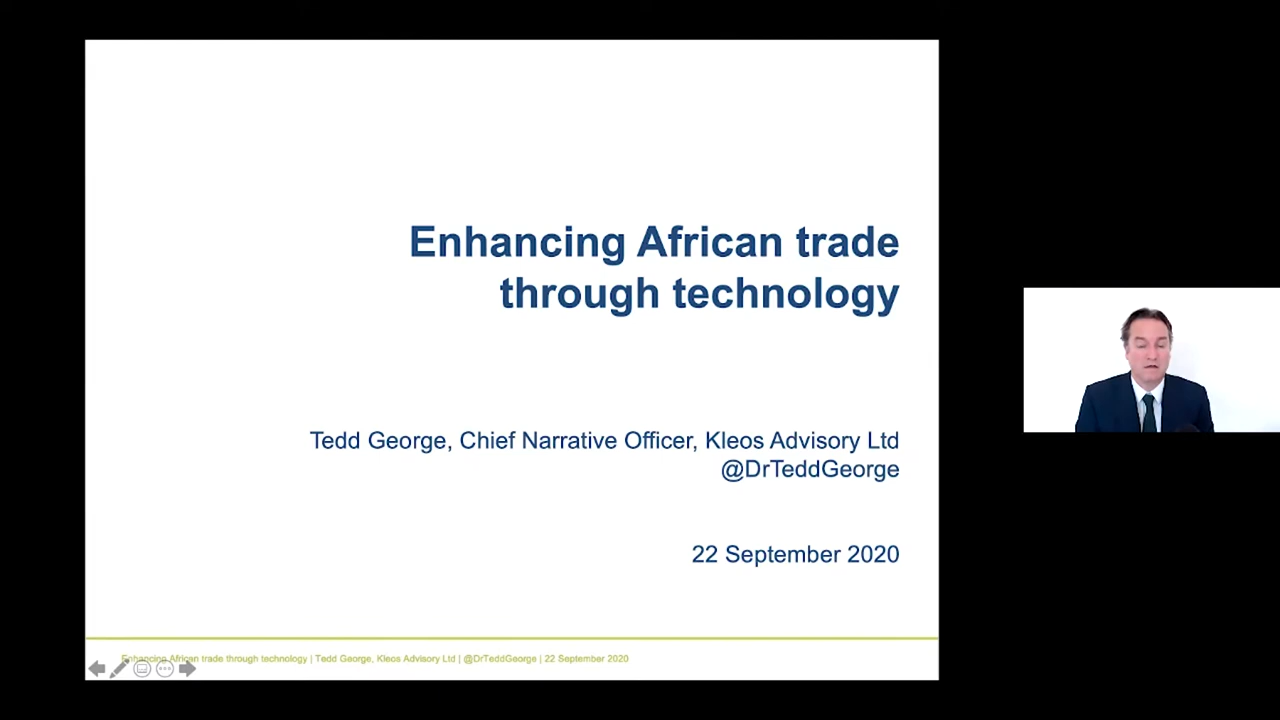 Enhancing African trade
through technology
Tedd George, Chief Narrative Officer, Kleos Advisory Ltd
@DrTeddGeorge
22 September 2020
Enhancing African trade through technology | Tedd George, Kleos Advisory Ltd | @DrTeddGeorge | 22 September 2020